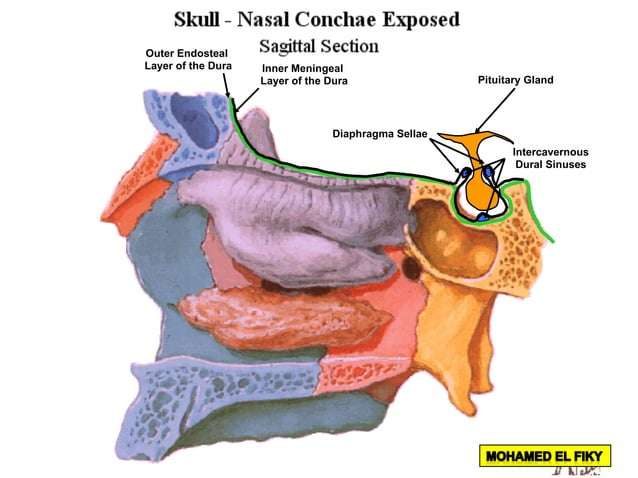 Skull - Nasal Conchae Exposed
Sagittal Section
Outer Endosteal
Layer of the Dura
Inner Meningeal
Layer of the Dura
Pituitary Gland
Diaphragma Sellae
Intercavernous
Dural Sinuses
MOHAMED EL FIKY